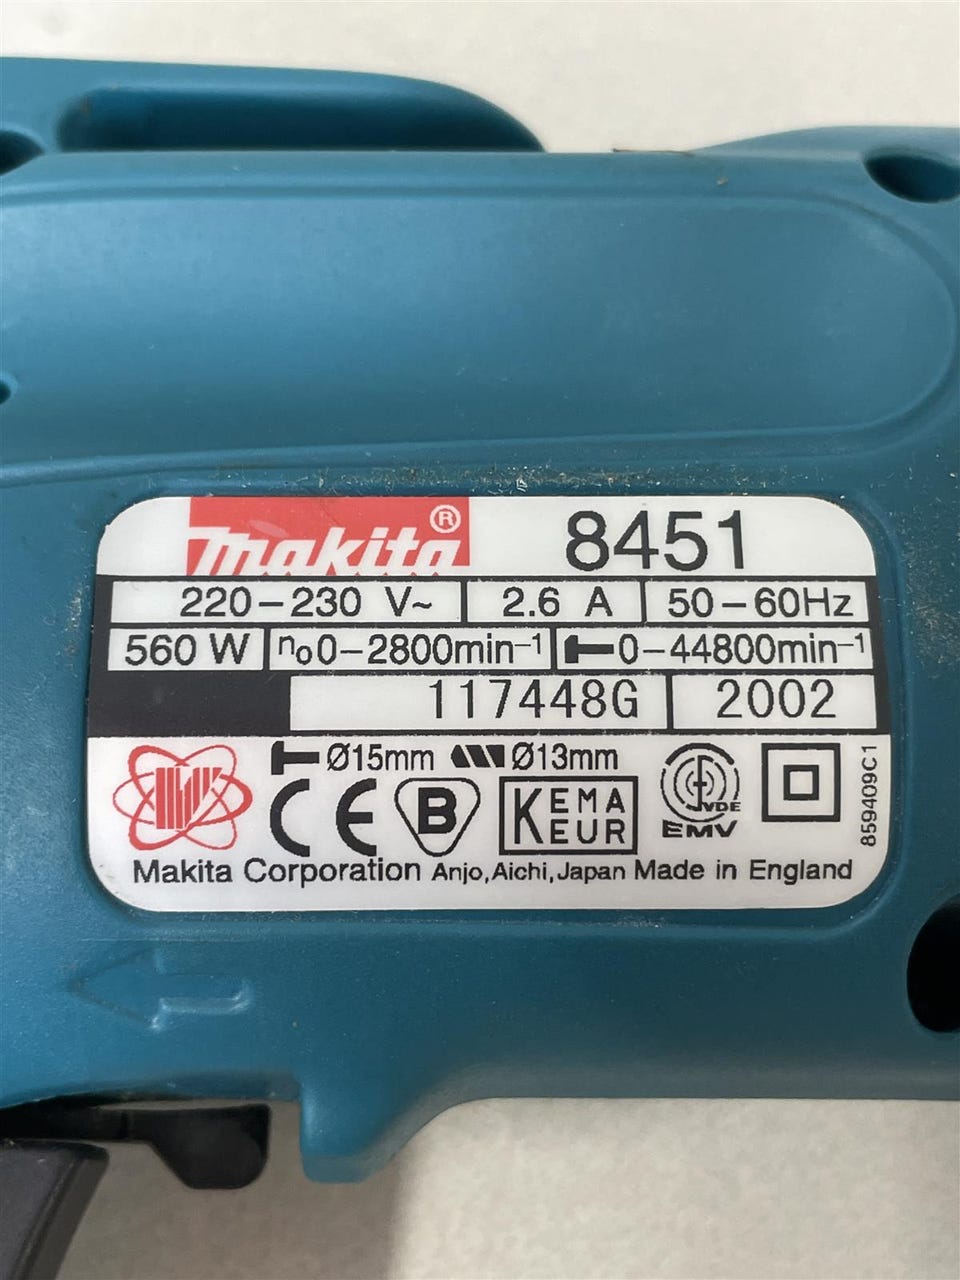 makita® 8451
220–230 V~ 2.6 A 50–60Hz
560 W n₀0–2800min⁻¹ 0–44800min⁻¹
117448G 2002
Ø15mm Ø13mm
CE B KEMA EUR VDE EMV
859409C1
Makita Corporation Anjo,Aichi,Japan Made in England